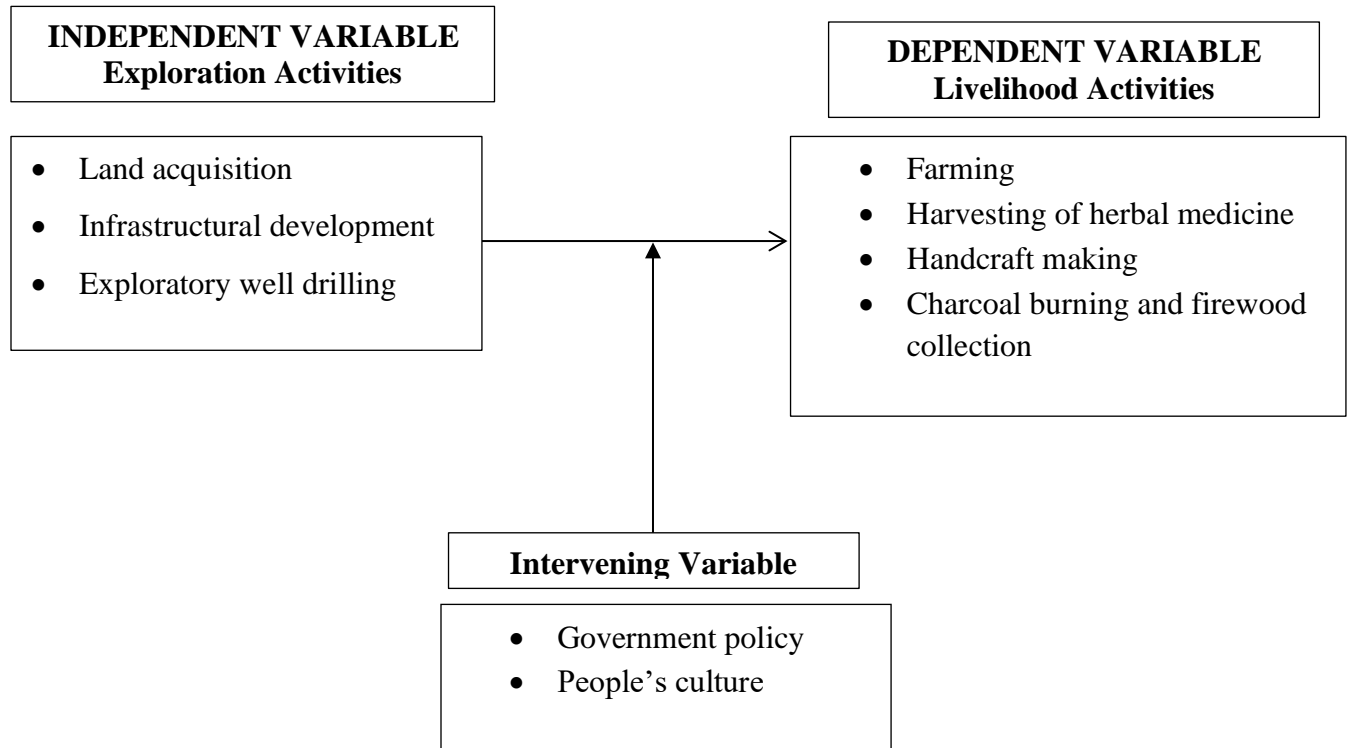 INDEPENDENT VARIABLE
Exploration Activities
• Land acquisition
• Infrastructural development
• Exploratory well drilling
DEPENDENT VARIABLE
Livelihood Activities
• Farming
• Harvesting of herbal medicine
• Handcraft making
• Charcoal burning and firewood
collection
Intervening Variable
• Government policy
• People’s culture